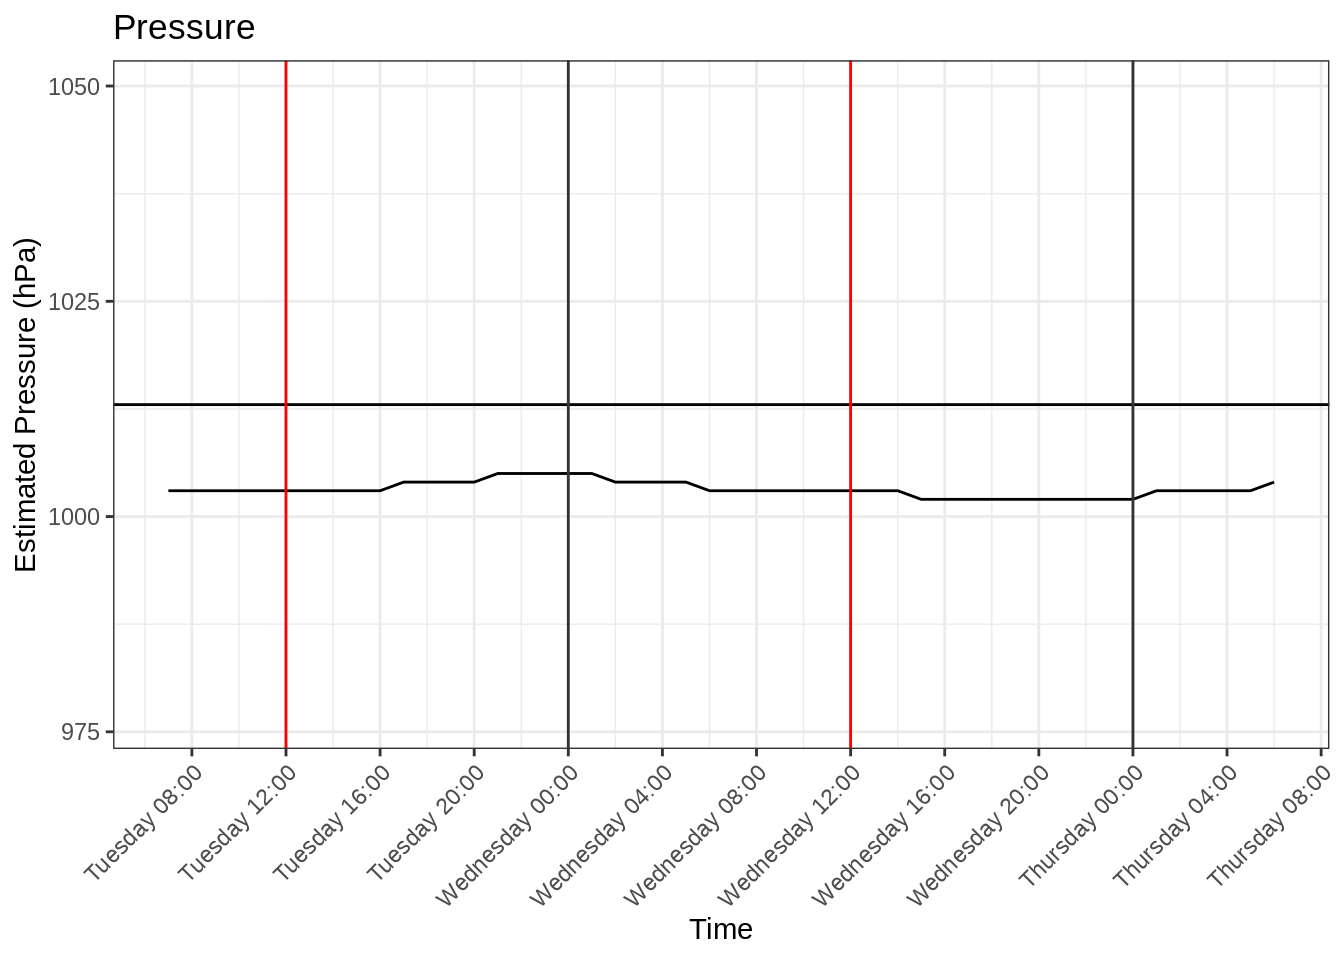 Pressure
Estimated Pressure (hPa)
1050
1025
1000
975
Tuesday 08:00
Tuesday 12:00
Tuesday 16:00
Tuesday 20:00
Wednesday 00:00
Wednesday 04:00
Wednesday 08:00
Wednesday 12:00
Wednesday 16:00
Wednesday 20:00
Thursday 00:00
Thursday 04:00
Thursday 08:00
Time